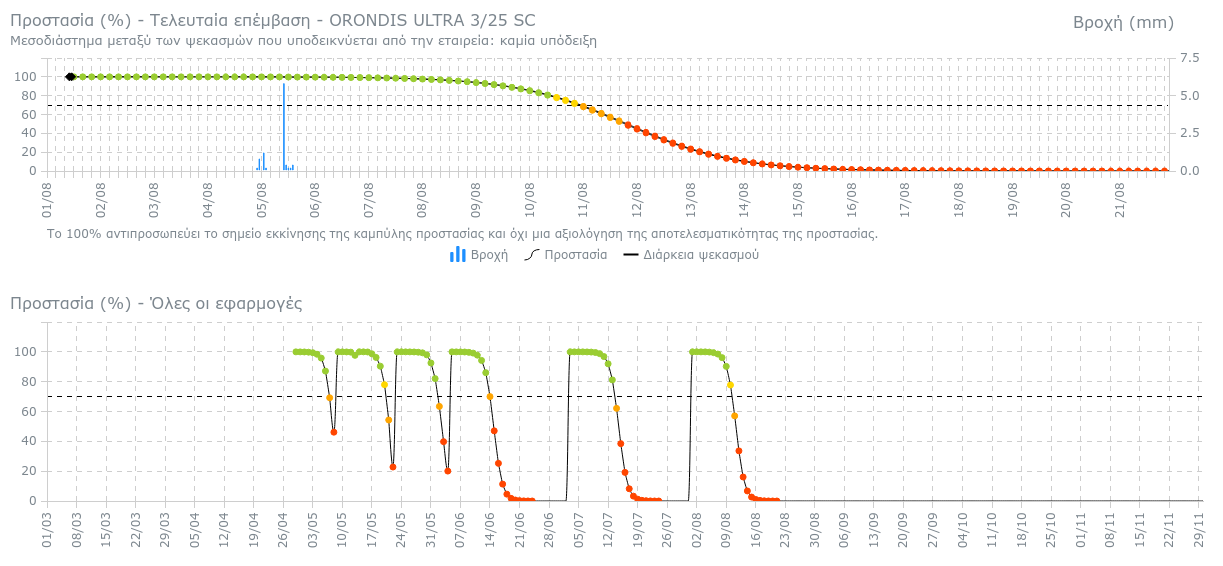 Προστασία (%) - Τελευταία επέμβαση - ORONDIS ULTRA 3/25 SC
Βροχή (mm)
Μεσοδιάστημα μεταξύ των ψεκασμών που υποδεικνύεται από την εταιρεία: καμία υπόδειξη
7.5
100
80
5.0
60
40
2.5
20
0
0.0
01/08 02/08 03/08 04/08 05/08 06/08 07/08 08/08 09/08 10/08 11/08 12/08 13/08 14/08 15/08 16/08 17/08 18/08 19/08 20/08 21/08
Το 100% αντιπροσωπεύει το σημείο εκκίνησης της καμπύλης προστασίας και όχι μια αξιολόγηση της αποτελεσματικότητας της προστασίας.
Βροχή Προστασία Διάρκεια ψεκασμού
Προστασία (%) - Όλες οι εφαρμογές
100
80
60
40
20
0
01/03 08/03 15/03 22/03 29/03 05/04 12/04 19/04 26/04 03/05 10/05 17/05 24/05 31/05 07/06 14/06 21/06 28/06 05/07 12/07 19/07 26/07 02/08 09/08 16/08 23/08 30/08 06/09 13/09 20/09 27/09 04/10 11/10 18/10 25/10 01/11 08/11 15/11 22/11 29/11